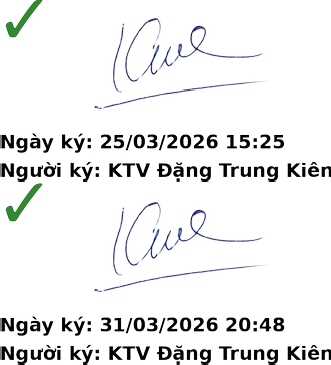 Ngày ký: 25/03/2026 15:25
Người ký: KTV Đặng Trung Kiên
Ngày ký: 31/03/2026 20:48
Người ký: KTV Đặng Trung Kiên